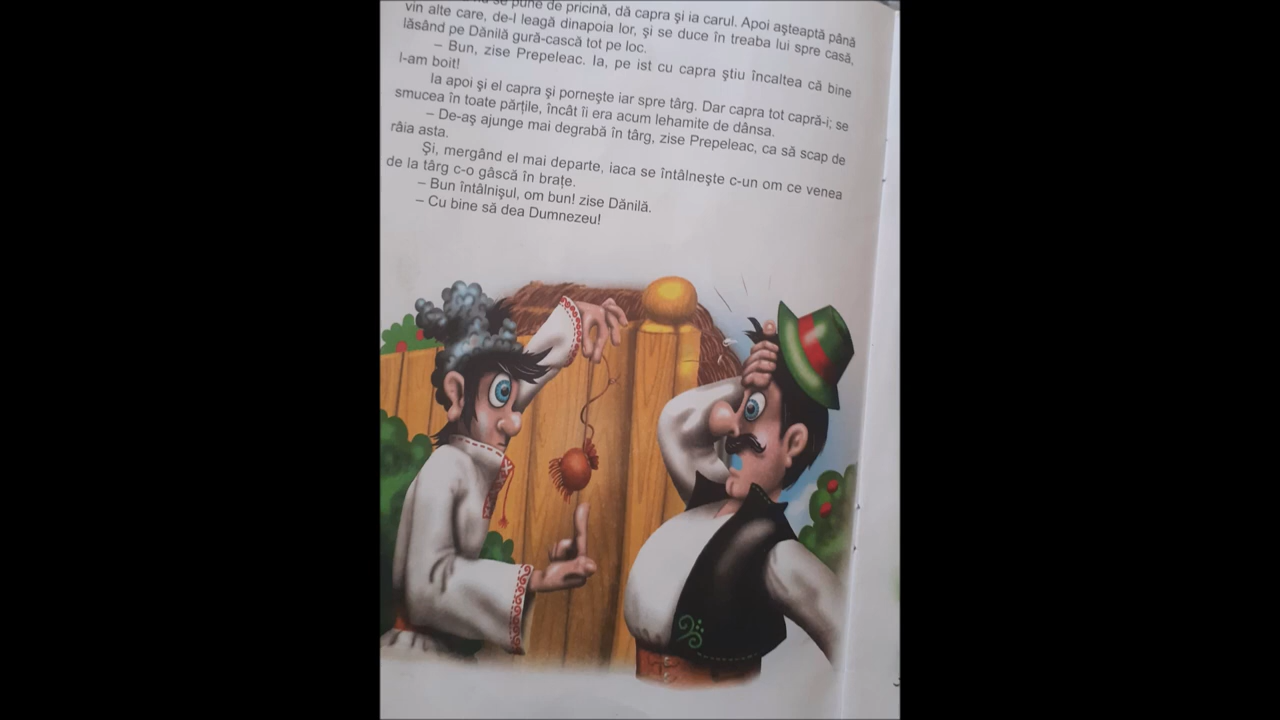 se pune de pricină, dă capra şi ia carul. Apoi aşteaptă până
vin alte care, de-l leagă dinapoia lor, şi se duce în treaba lui spre casă,
lăsând pe Dănilă gură-cască tot pe loc.
– Bun, zise Prepeleac. Ia, pe ist cu capra ştiu încaltea că bine
l-am boit!
Ia apoi şi el capra şi porneşte iar spre târg. Dar capra tot capră-i; se
smucea în toate părţile, încât îi era acum lehamite de dânsa.
– De-aş ajunge mai degrabă în târg, zise Prepeleac, ca să scap de
râia asta.
Şi, mergând el mai departe, iaca se întâlneşte c-un om ce venea
de la târg c-o gâscă în braţe.
– Bun întâlnişul, om bun! zise Dănilă.
– Cu bine să dea Dumnezeu!